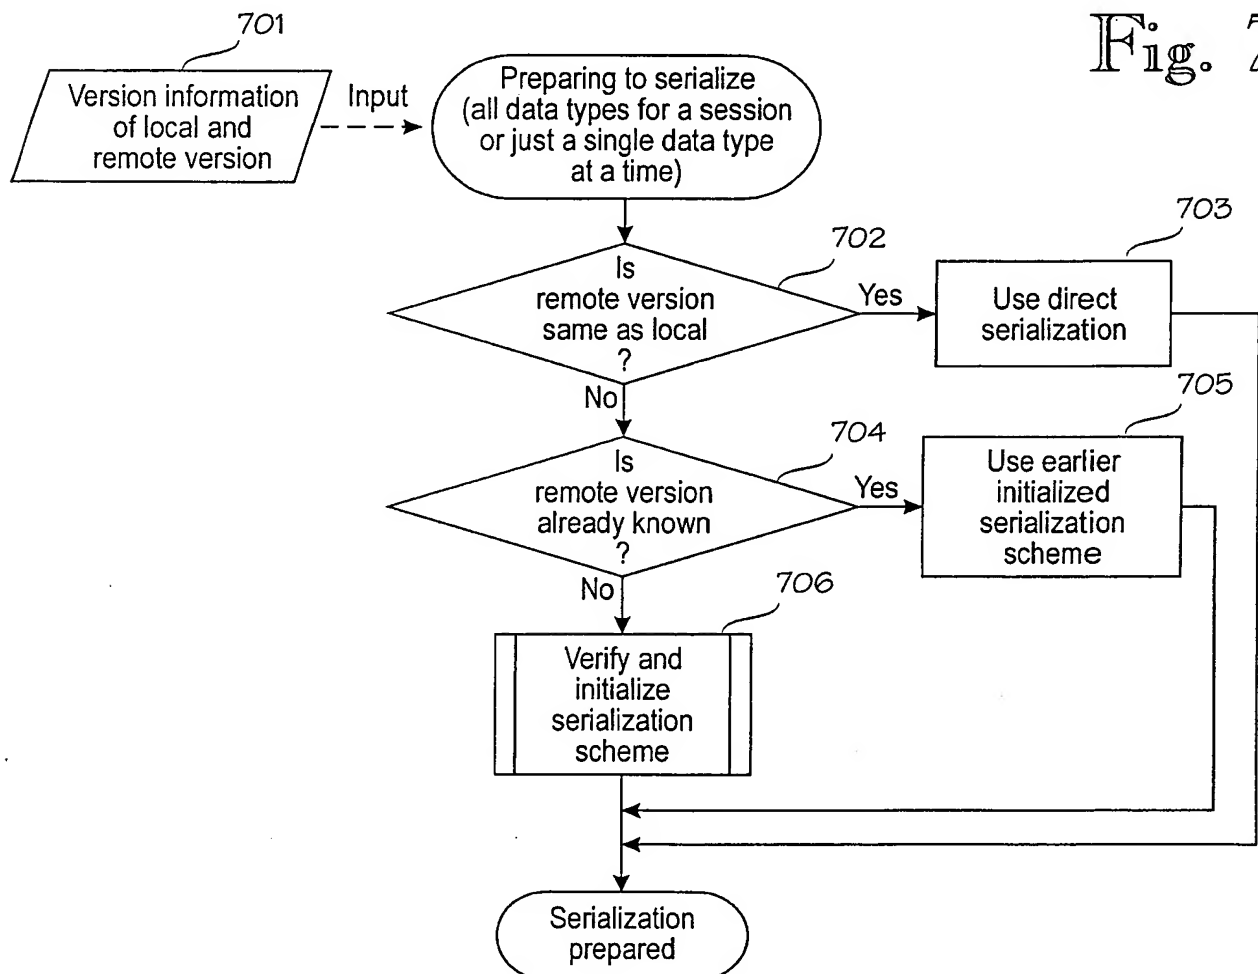 Fig. 7
701
Version information
of local and
remote version
Input
Preparing to serialize
(all data types for a session
or just a single data type
at a time)
702
Is
remote version
same as local
?
Yes
703
Use direct
serialization
No
704
Is
remote version
already known
?
Yes
705
Use earlier
initialized
serialization
scheme
No
706
Verify and
initialize
serialization
scheme
Serialization
prepared